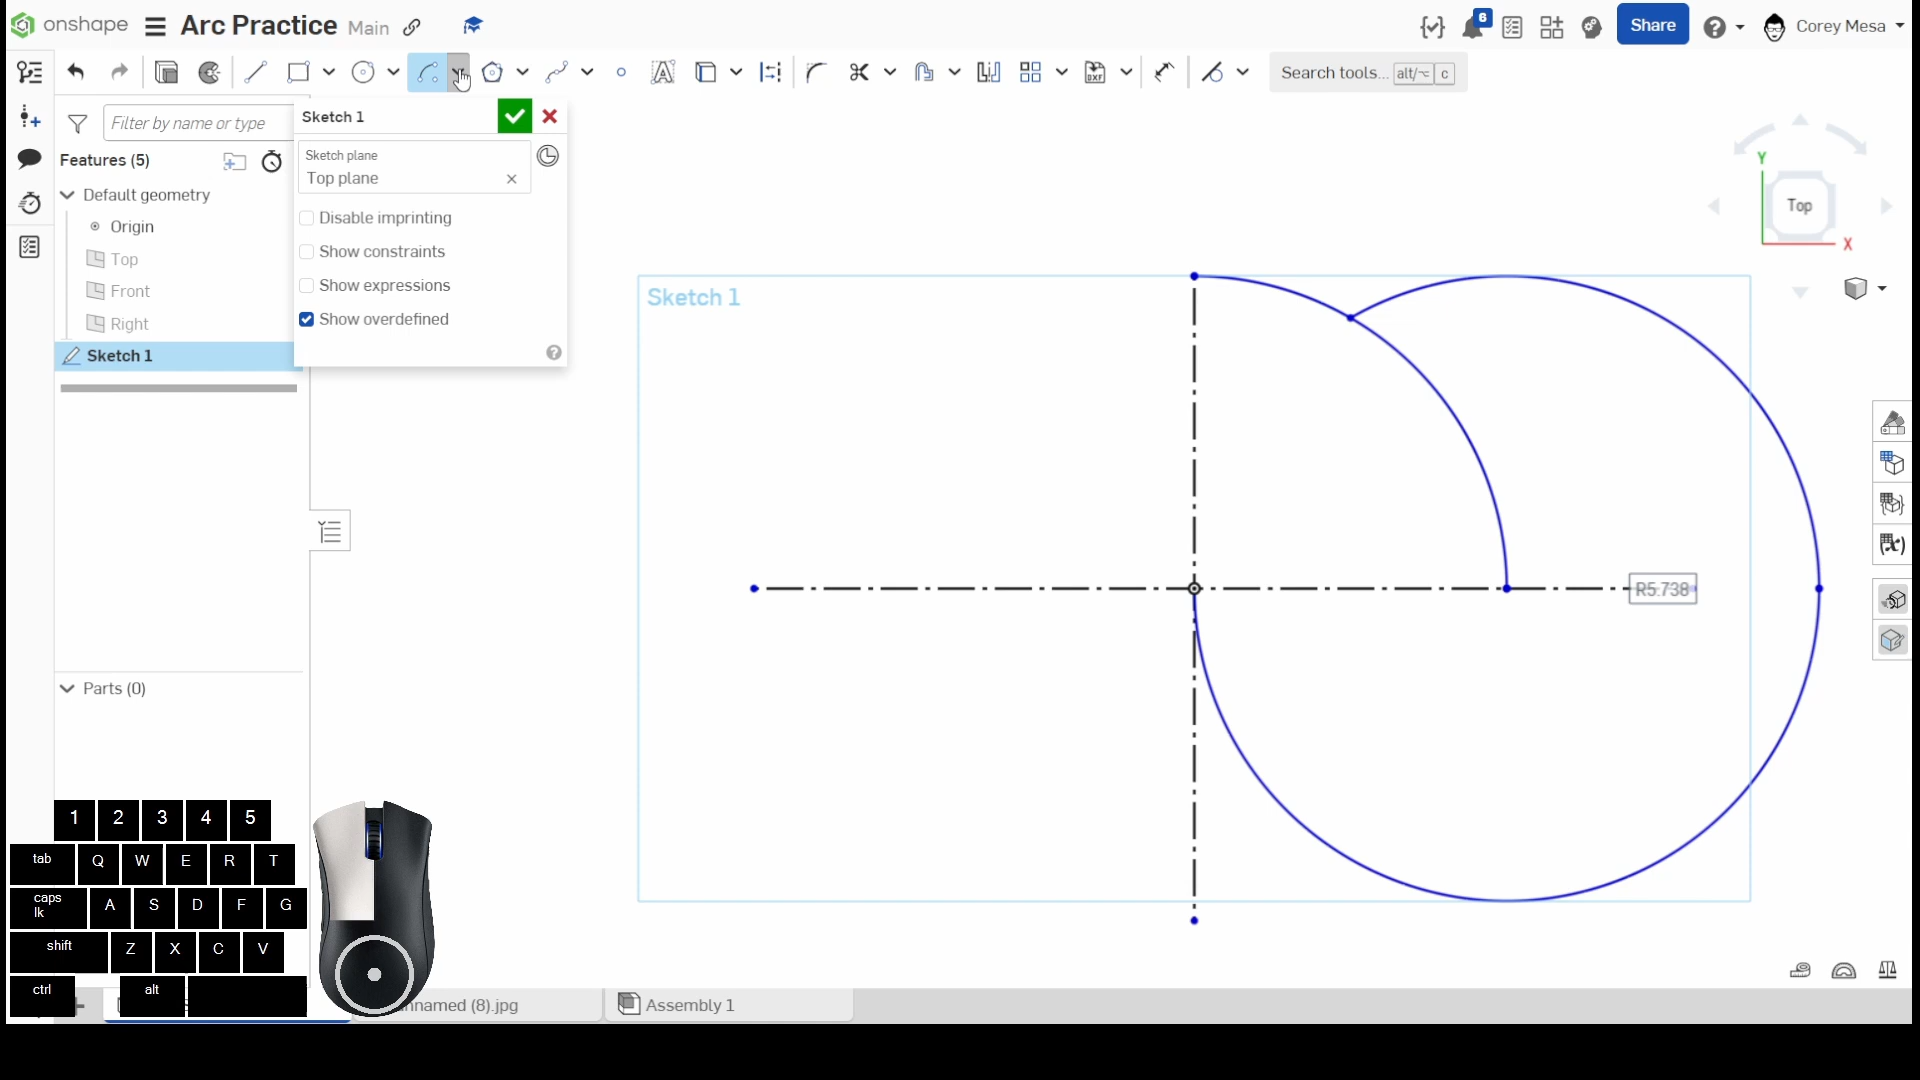 onshape
Arc Practice Main
6
Share
Corey Mesa
Search tools... alt/⌥ c
Filter by name or type
Features (5)
Default geometry
Origin
Top
Front
Right
Sketch 1
Sketch 1
Sketch plane
Top plane
Disable imprinting
Show constraints
Show expressions
Show overdefined
Sketch 1
R5.738
Y
Top
X
Parts (0)
1 2 3 4 5
tab Q W E R T
caps lk A S D F G
shift Z X C V
ctrl alt
nnamed (8).jpg
Assembly 1